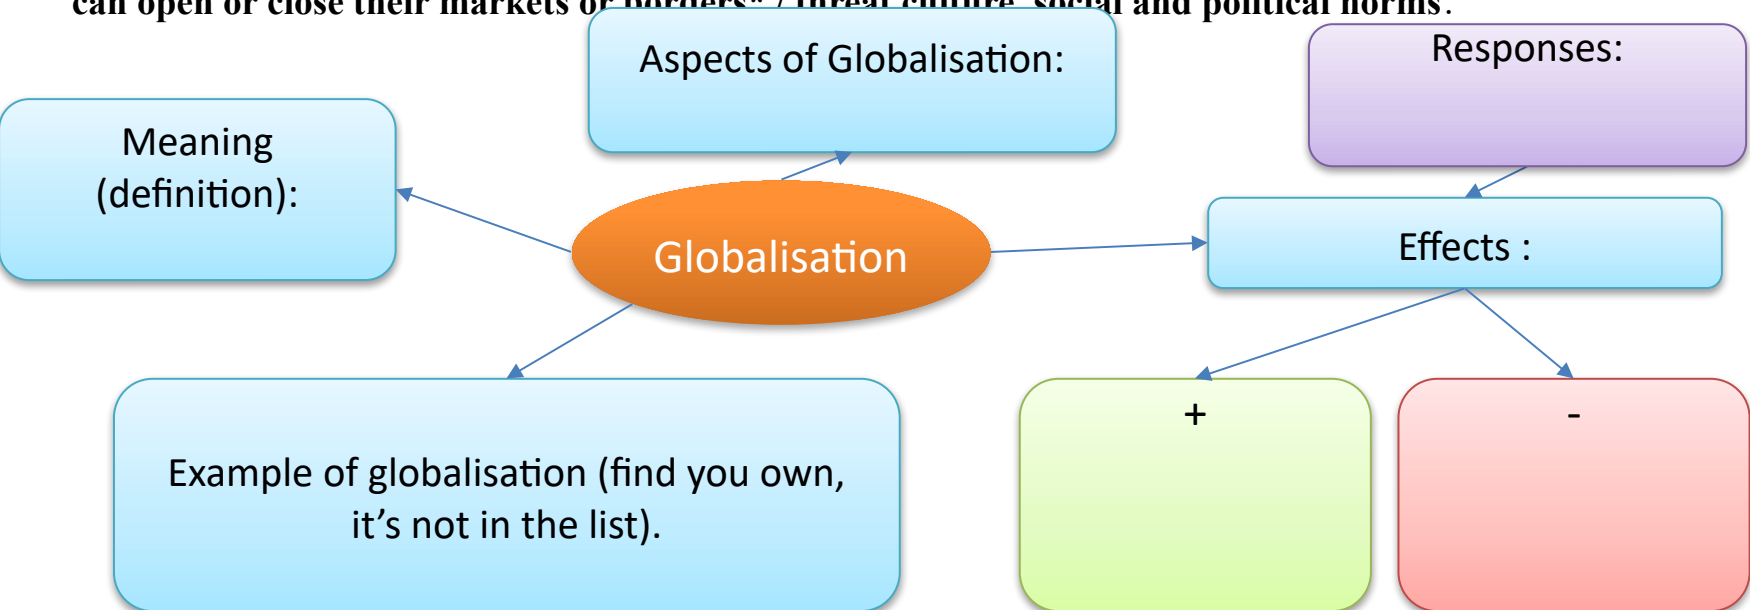 can open or close their markets or borders* / threat culture, social and political norms.
Aspects of Globalisation:
Responses:
Meaning
(definition):
Globalisation
Effects :
Example of globalisation (find you own,
it’s not in the list).
+
-